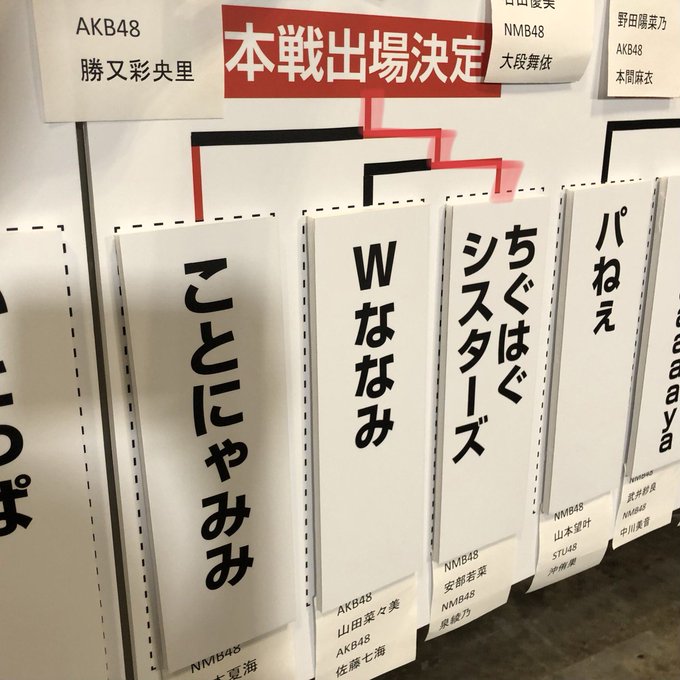 AKB48
勝又彩央里
本戦出場決定
NMB48
大段舞依
野田陽菜乃
AKB48
本間麻衣
ことにゃみみ
Wななみ
ちぐはぐ
シスターズ
パねぇ
aaaaya
NMB48
夏海
AKB48
山田菜々美
AKB48
佐藤七海
NMB48
安部若菜
NMB48
泉綾乃
NMB48
山本望叶
STU48
沖侑果
NMB48
武井紗良
NMB48
中川美音